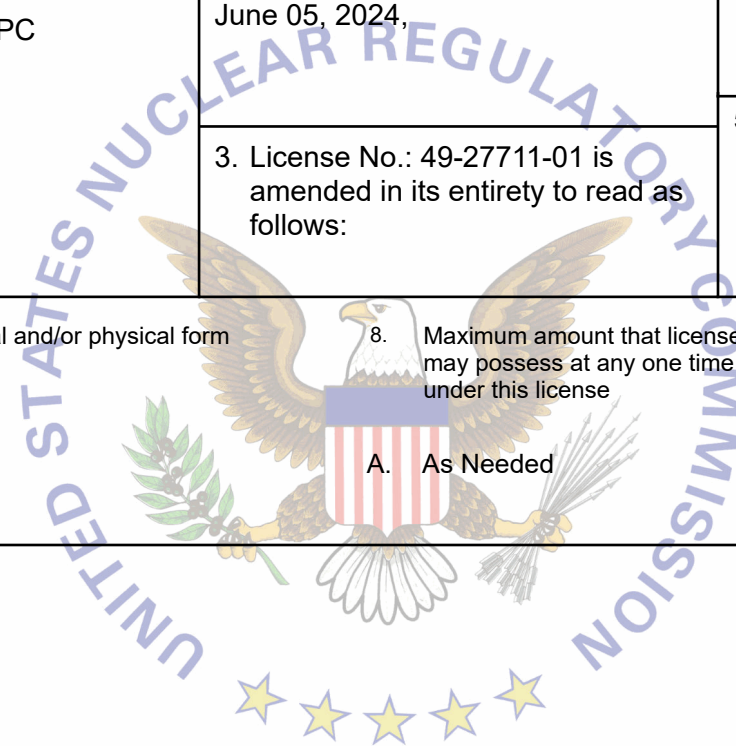 PC
June 05, 2024,
3. License No.: 49-27711-01 is
amended in its entirety to read as
follows:
and/or physical form
8. Maximum amount that license
may possess at any one time
under this license
A. As Needed
UNITED STATES NUCLEAR REGULATORY COMMISSION